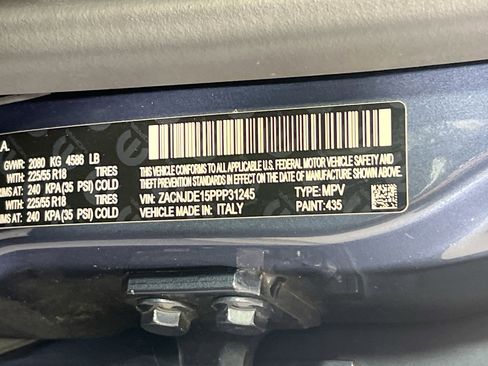 A.
GVWR: 2080 KG 4586 LB
WITH: 225/55 R18 TIRES
RIMS AT: 240 KPA(35 PSI) COLD
WITH: 225/55 R18 TIRES
RIMS AT: 240 KPA(35 PSI) COLD
THIS VEHICLE CONFORMS TO ALL APPLICABLE U.S. FEDERAL MOTOR VEHICLE SAFETY
AND THEFT PREVENTION STANDARDS IN EFFECT ON THE DATE OF MANUFACTURE SHOWN ABOVE.
VIN: ZACNJDE15PPP31245 TYPE: MPV
VEHICLE MADE IN: ITALY PAINT: 435